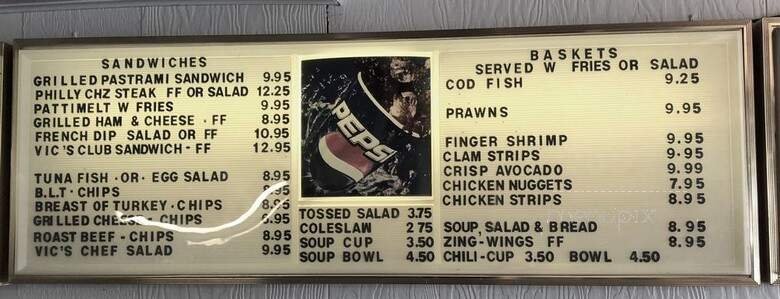 SANDWICHES
GRILLED PASTRAMI SANDWICH 9.95
PHILLY CHZ STEAK FF OR SALAD 12.25
PATTIMELT W FRIES 9.95
GRILLED HAM & CHEESE · FF 8.95
FRENCH DIP SALAD OR FF 10.95
VIC'S CLUB SANDWICH - FF 12.95
TUNA FISH · OR · EGG SALAD 8.95
B.L.T · CHIPS 8.95
BREAST OF TURKEY · CHIPS 8.95
GRILLED CHEESE - CHIPS
ROAST BEEF - CHIPS 8.95
VIC'S CHEF SALAD 9.95
PEPSI
TOSSED SALAD 3.75
COLESLAW 2 75
SOUP CUP 3.50
SOUP BOWL 4.50
BASKETS
SERVED W FRIES OR SALAD
COD FISH 9.25
PRAWNS 9.95
FINGER SHRIMP 9.95
CLAM STRIPS 9·95
CRISP AVOCADO 9.99
CHICKEN NUGGETS 7.95
CHICKEN STRIPS 8.95
SOUP, SALAD & BREAD 8.95
ZING-WINGS FF 8.95
CHILI-CUP 3.50 BOWL 4.50